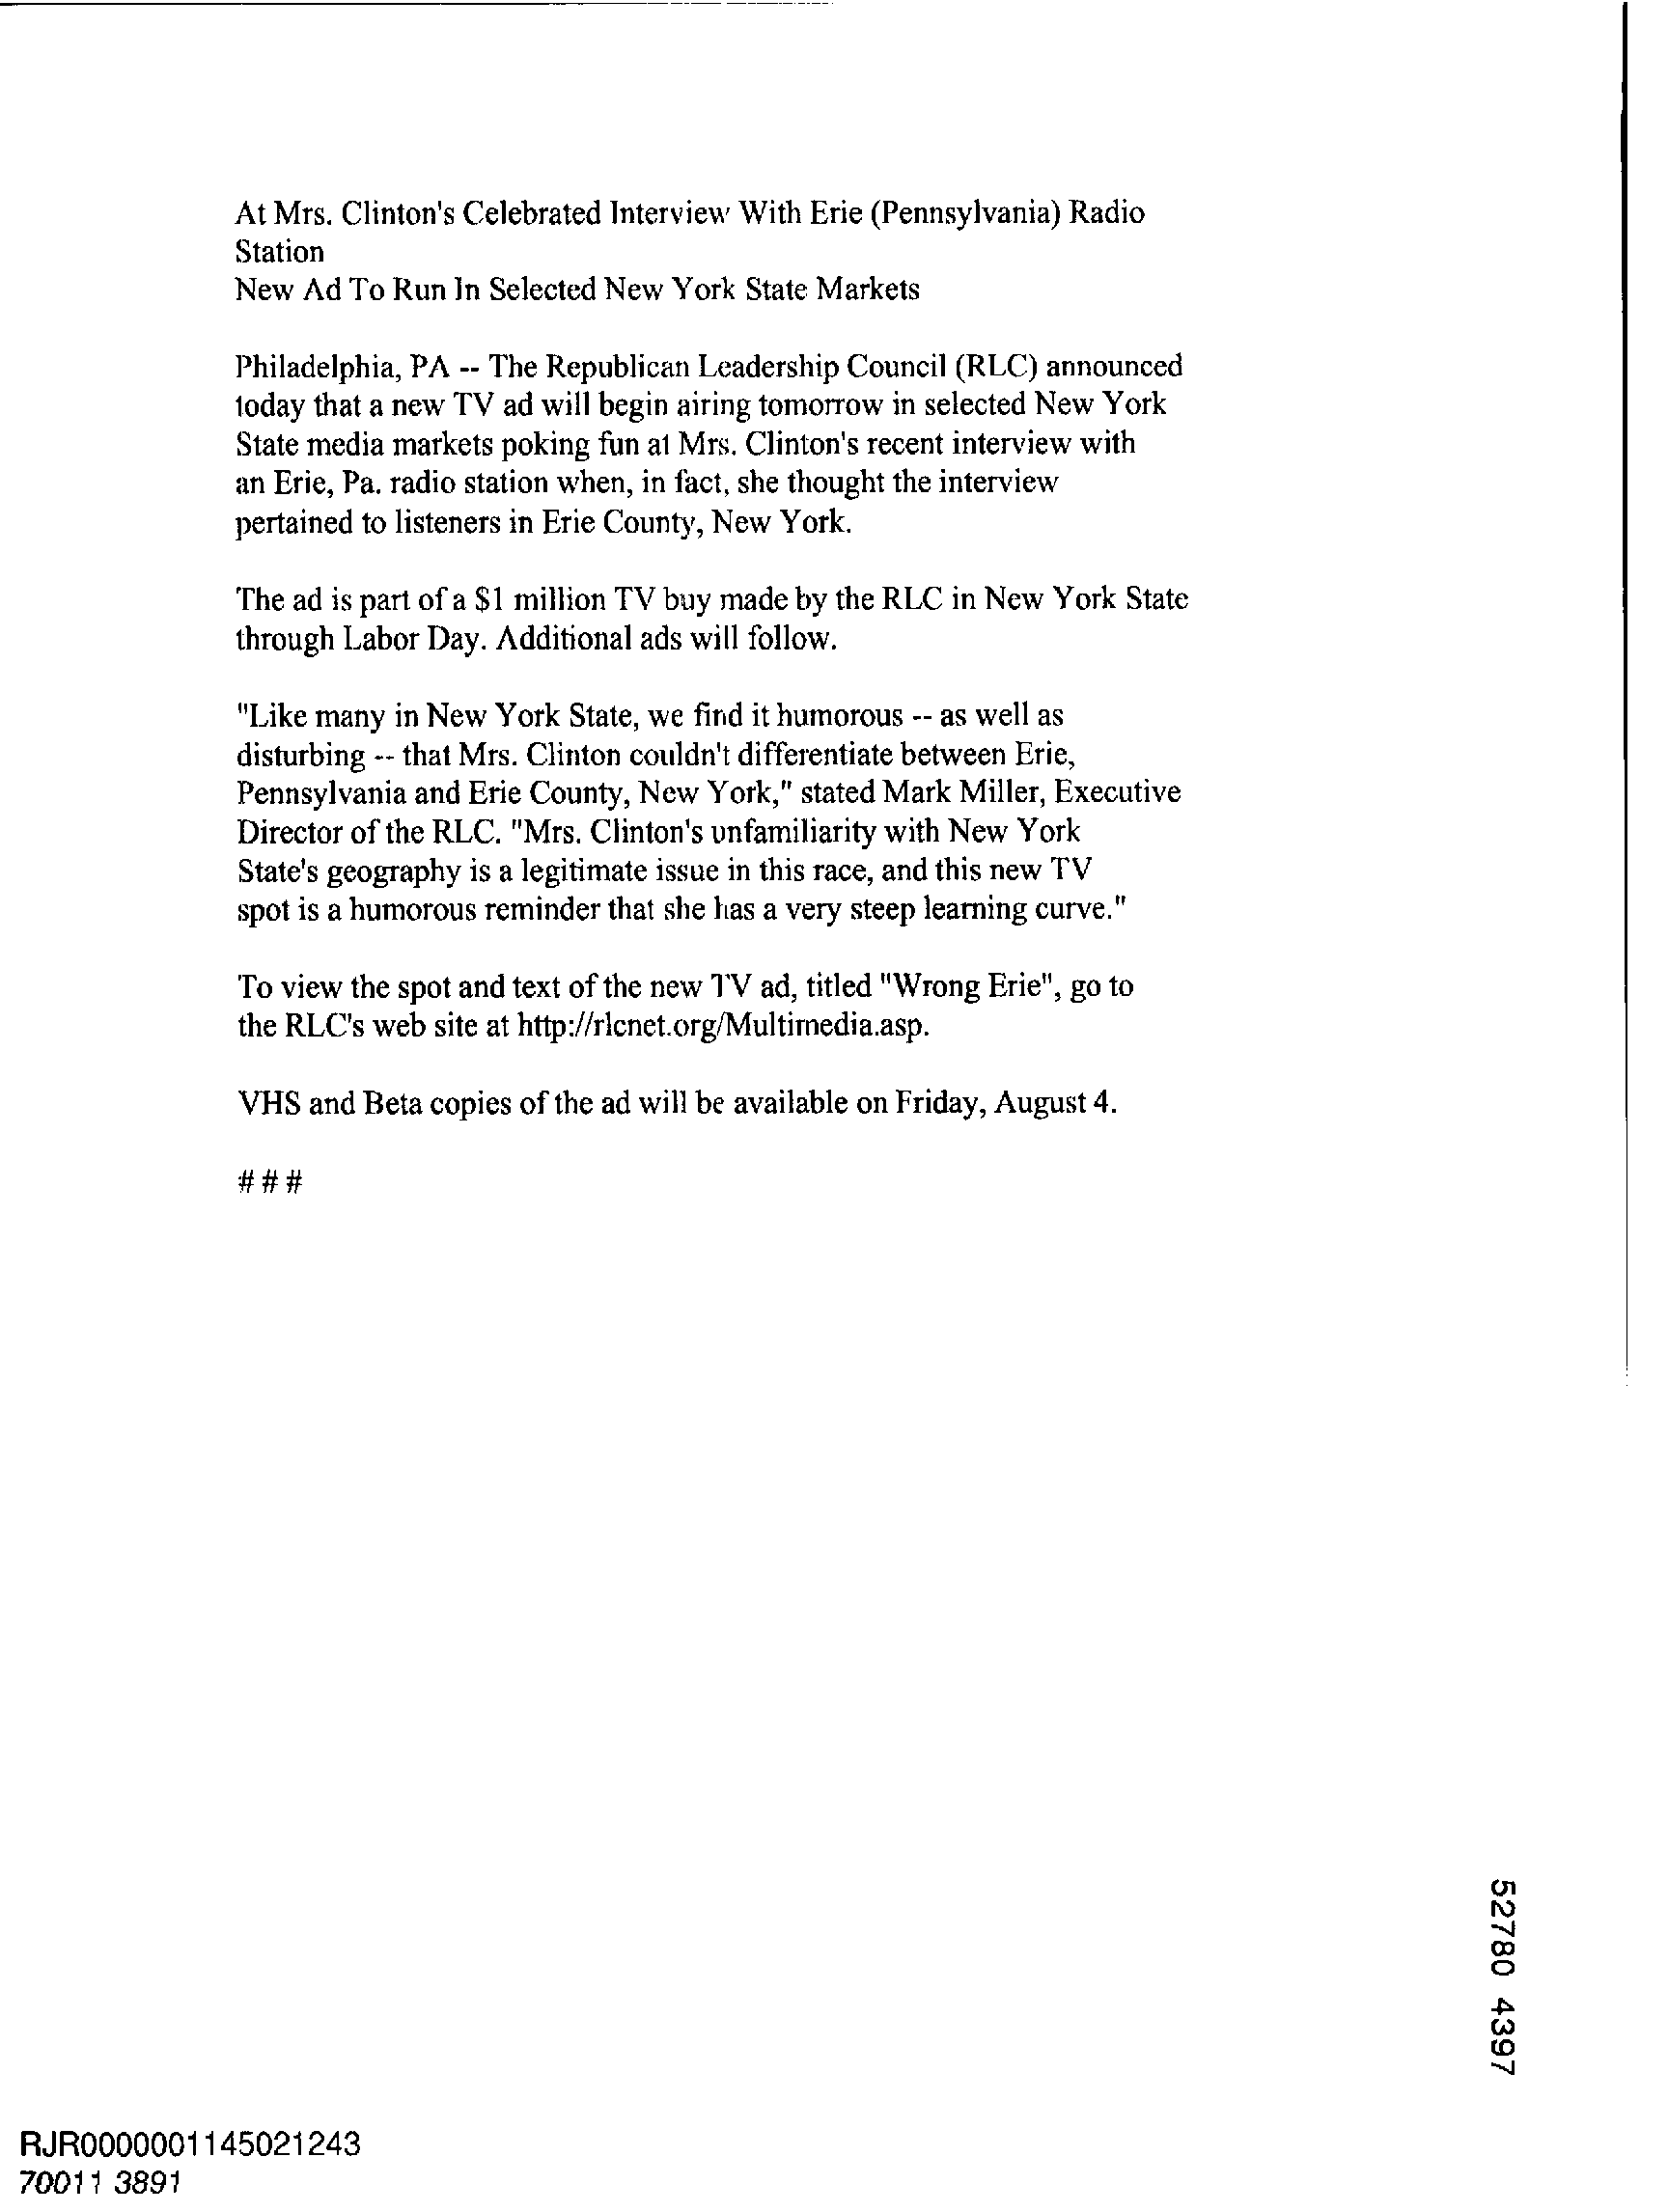 At Mrs. Clinton's Celebrated Interview With Erie (Pennsylvania) Radio
Station
New Ad To Run In Selected New York State Markets
Philadelphia, PA -- The Republican Leadership Council (RLC) announced
today that a new TV ad will begin airing tomorrow in selected New York
State media markets poking fun at Mrs. Clinton's recent interview with
an Erie, Pa. radio station when, in fact, she thought the interview
pertained to listeners in Erie County, New York.
The ad is part of a $1 million TV buy made by the RLC in New York State
through Labor Day. Additional ads will follow.
"Like many in New York State, we find it humorous -- as well as
disturbing -- that Mrs. Clinton couldn't differentiate between Erie,
Pennsylvania and Erie County, New York," stated Mark Miller, Executive
Director of the RLC. "Mrs. Clinton's unfamiliarity with New York
State's geography is a legitimate issue in this race, and this new TV
spot is a humorous reminder that she has a very steep learning curve."
To view the spot and text of the new TV ad, titled "Wrong Erie", go to
the RLC's web site at http://rlcnet.org/Multimedia.asp.
VHS and Beta copies of the ad will be available on Friday, August 4.
# # #
52780 4397
RJR0000001145021243
70011 3891